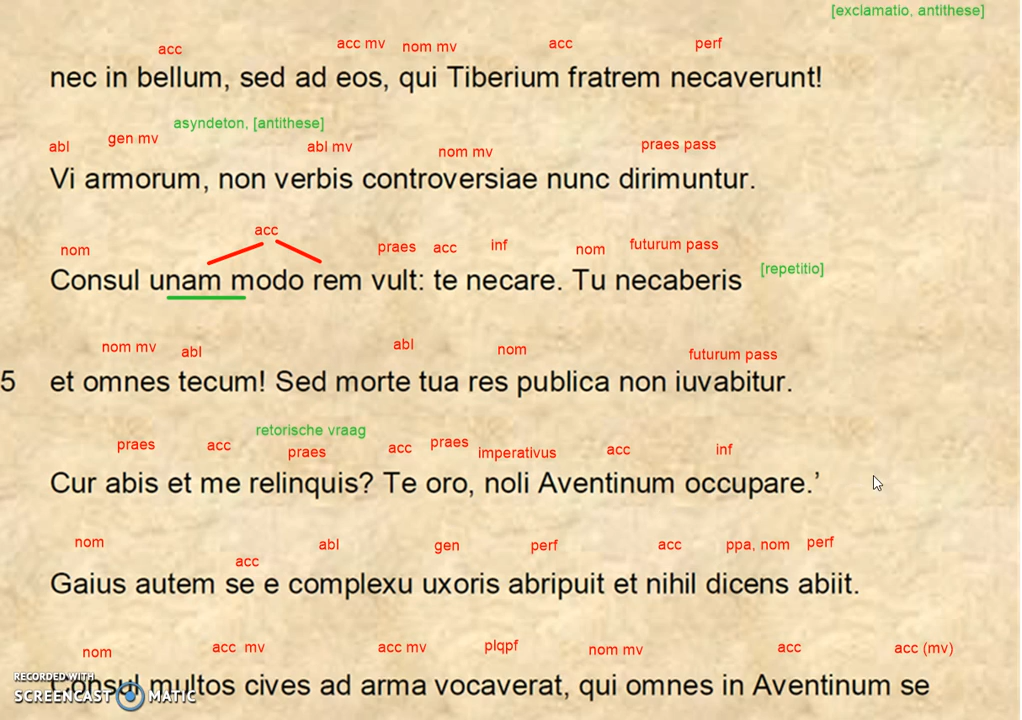 [exclamatio, antithese]
acc acc mv nom mv acc perf
nec in bellum, sed ad eos, qui Tiberium fratrem necaverunt!
asyndeton, [antithese]
abl gen mv abl mv nom mv praes pass
Vi armorum, non verbis controversiae nunc dirimuntur.
acc
nom praes acc inf nom futurum pass
Consul unam modo rem vult: te necare. Tu necaberis [repetitio]
nom mv abl abl nom futurum pass
5 et omnes tecum! Sed morte tua res publica non iuvabitur.
retorische vraag
praes acc praes acc praes imperativus acc inf
Cur abis et me relinquis? Te oro, noli Aventinum occupare.’
nom acc abl gen perf acc ppa, nom perf
Gaius autem se e complexu uxoris abripuit et nihil dicens abiit.
nom acc mv acc mv plqpf nom mv acc acc (mv)
Consul multos cives ad arma vocaverat, qui omnes in Aventinum se
RECORDED WITH
SCREENCAST MATIC